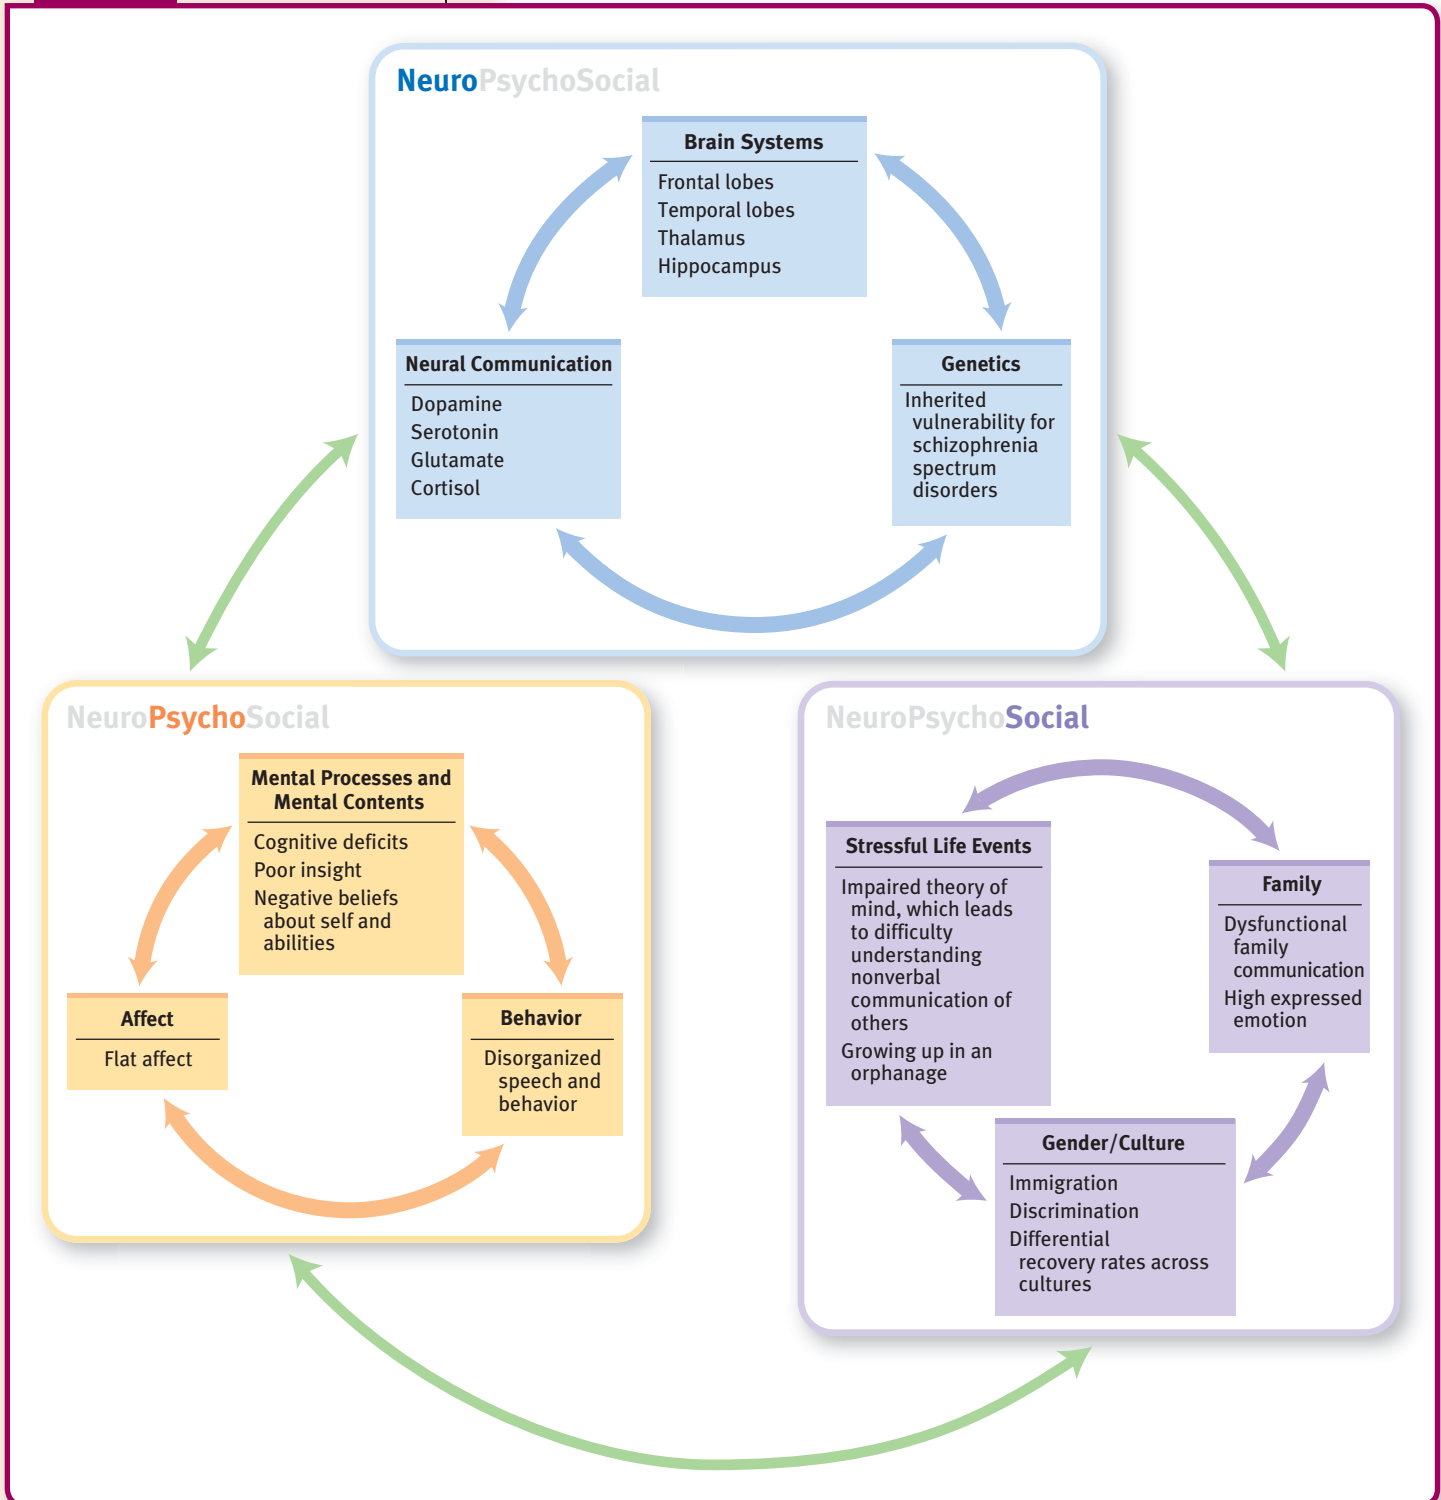 NeuroPsychoSocial
Brain Systems
Frontal lobes
Temporal lobes
Thalamus
Hippocampus
Neural Communication
Dopamine
Serotonin
Glutamate
Cortisol
Genetics
Inherited
vulnerability for
schizophrenia
spectrum
disorders
NeuroPsychoSocial
Mental Processes and
Mental Contents
Cognitive deficits
Poor insight
Negative beliefs
about self and
abilities
Affect
Flat affect
Behavior
Disorganized
speech and
behavior
NeuroPsychoSocial
Stressful Life Events
Impaired theory of
mind, which leads
to difficulty
understanding
nonverbal
communication of
others
Growing up in an
orphanage
Family
Dysfunctional
family
communication
High expressed
emotion
Gender/Culture
Immigration
Discrimination
Differential
recovery rates across
cultures